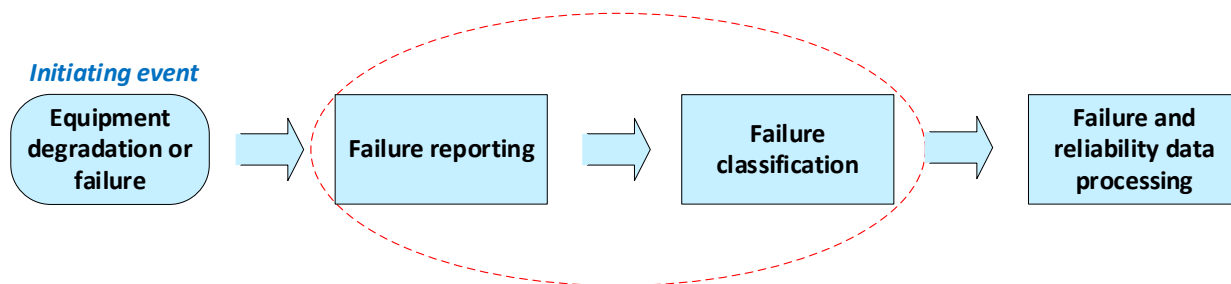 Initiating event
Equipment
degradation or
failure
Failure reporting
Failure
classification
Failure and
reliability data
processing